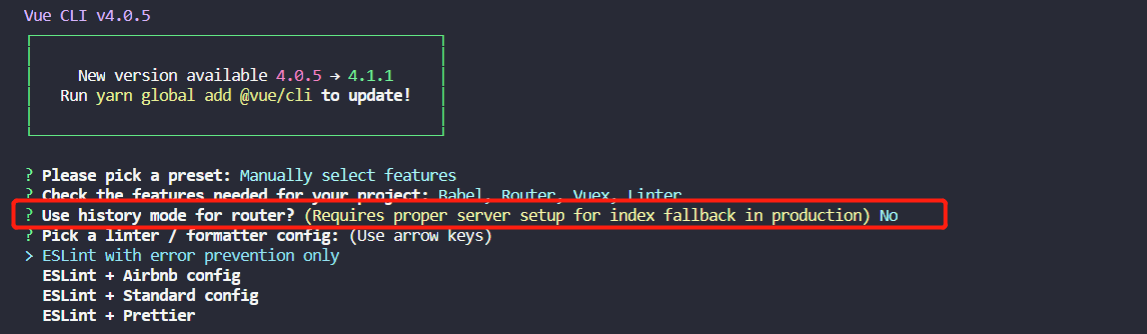 Vue CLI v4.0.5
New version available 4.0.5 → 4.1.1
Run yarn global add @vue/cli to update!
? Please pick a preset: Manually select features
? Check the features needed for your project: Babel, Router, Vuex, Linter
? Use history mode for router? (Requires proper server setup for index fallback in production) No
? Pick a linter / formatter config: (Use arrow keys)
> ESLint with error prevention only
ESLint + Airbnb config
ESLint + Standard config
ESLint + Prettier